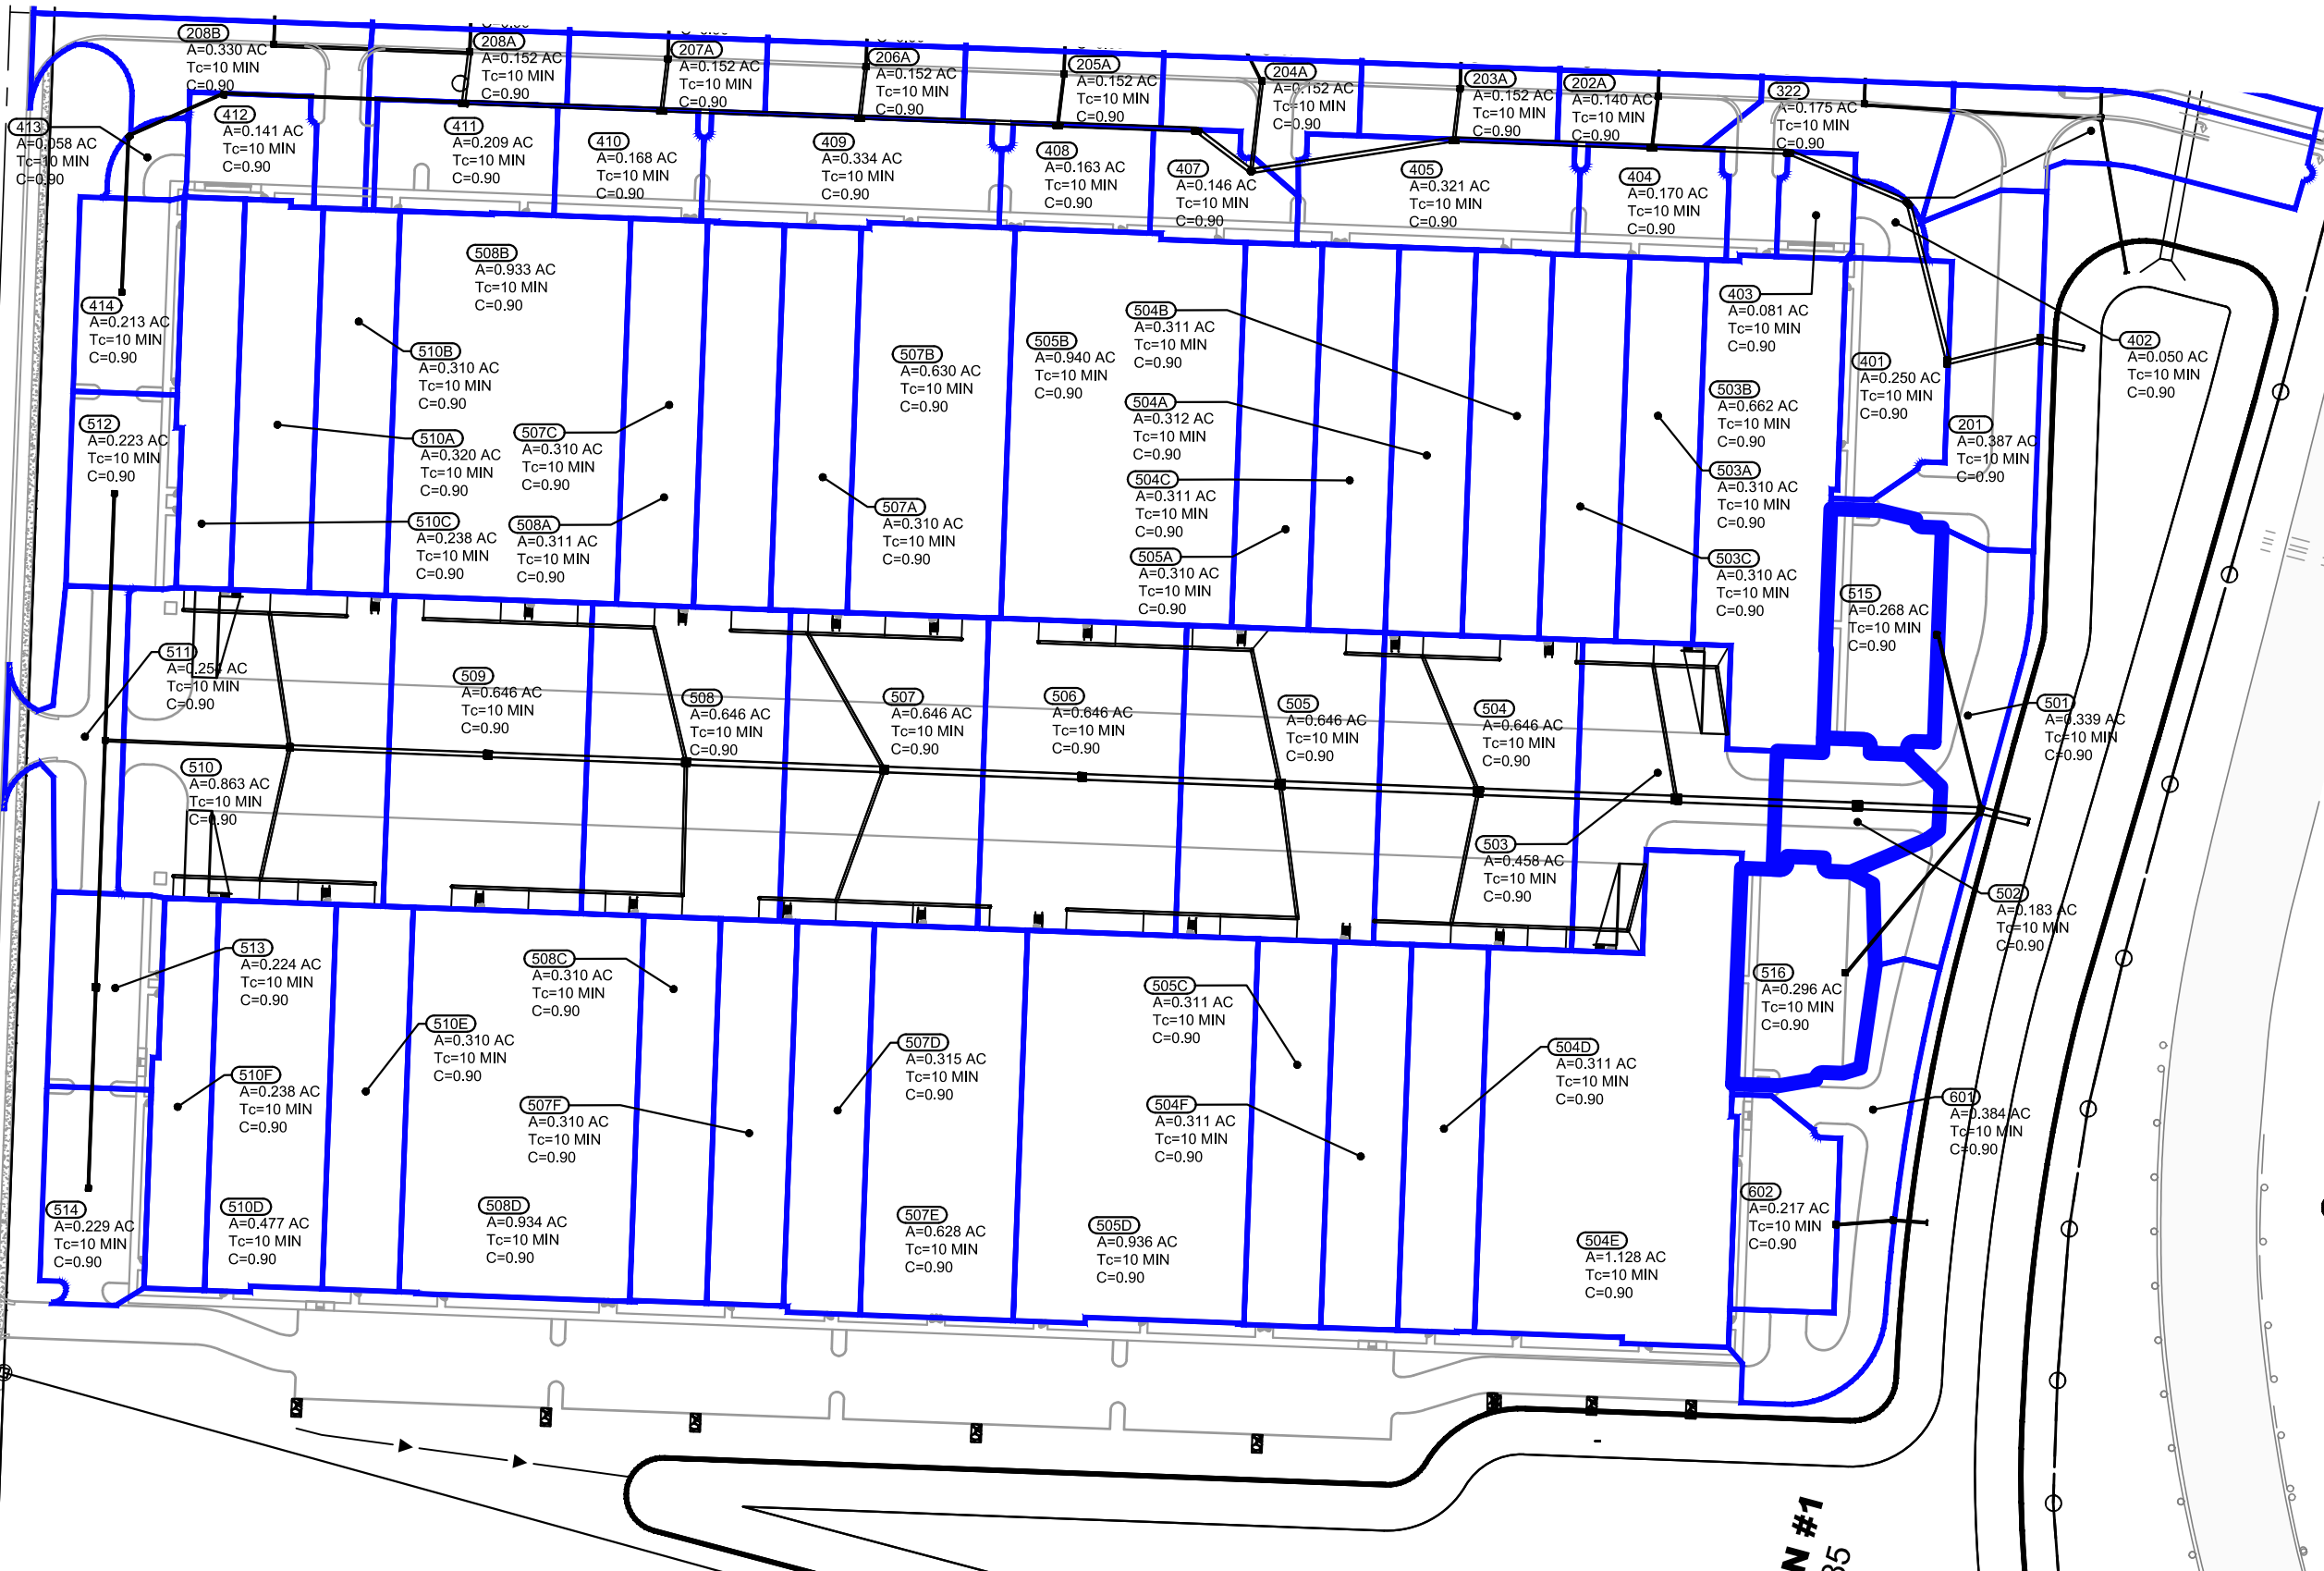 208B
A=0.330 AC
Tc=10 MIN
C=0.90
208A
A=0.152 AC
Tc=10 MIN
C=0.90
207A
A=0.152 AC
Tc=10 MIN
C=0.90
206A
A=0.152 AC
Tc=10 MIN
C=0.90
205A
A=0.152 AC
Tc=10 MIN
C=0.90
204A
A=0.152 AC
Tc=10 MIN
C=0.90
203A
A=0.152 AC
Tc=10 MIN
C=0.90
202A
A=0.140 AC
Tc=10 MIN
C=0.90
322
A=0.175 AC
Tc=10 MIN
C=0.90
413
A=0.058 AC
Tc=10 MIN
C=0.90
412
A=0.141 AC
Tc=10 MIN
C=0.90
411
A=0.209 AC
Tc=10 MIN
C=0.90
410
A=0.168 AC
Tc=10 MIN
C=0.90
409
A=0.334 AC
Tc=10 MIN
C=0.90
408
A=0.163 AC
Tc=10 MIN
C=0.90
407
A=0.146 AC
Tc=10 MIN
C=0.90
405
A=0.321 AC
Tc=10 MIN
C=0.90
404
A=0.170 AC
Tc=10 MIN
C=0.90
414
A=0.213 AC
Tc=10 MIN
C=0.90
508B
A=0.933 AC
Tc=10 MIN
C=0.90
510B
A=0.310 AC
Tc=10 MIN
C=0.90
507B
A=0.630 AC
Tc=10 MIN
C=0.90
505B
A=0.940 AC
Tc=10 MIN
C=0.90
504B
A=0.311 AC
Tc=10 MIN
C=0.90
403
A=0.081 AC
Tc=10 MIN
C=0.90
401
A=0.250 AC
Tc=10 MIN
C=0.90
402
A=0.050 AC
Tc=10 MIN
C=0.90
512
A=0.223 AC
Tc=10 MIN
C=0.90
510A
A=0.320 AC
Tc=10 MIN
C=0.90
507C
A=0.310 AC
Tc=10 MIN
C=0.90
504A
A=0.312 AC
Tc=10 MIN
C=0.90
503B
A=0.662 AC
Tc=10 MIN
C=0.90
201
A=0.387 AC
Tc=10 MIN
C=0.90
510C
A=0.238 AC
Tc=10 MIN
C=0.90
508A
A=0.311 AC
Tc=10 MIN
C=0.90
507A
A=0.310 AC
Tc=10 MIN
C=0.90
504C
A=0.311 AC
Tc=10 MIN
C=0.90
503A
A=0.310 AC
Tc=10 MIN
C=0.90
505A
A=0.310 AC
Tc=10 MIN
C=0.90
503C
A=0.310 AC
Tc=10 MIN
C=0.90
515
A=0.268 AC
Tc=10 MIN
C=0.90
511
A=0.254 AC
Tc=10 MIN
C=0.90
509
A=0.646 AC
Tc=10 MIN
C=0.90
508
A=0.646 AC
Tc=10 MIN
C=0.90
507
A=0.646 AC
Tc=10 MIN
C=0.90
506
A=0.646 AC
Tc=10 MIN
C=0.90
505
A=0.646 AC
Tc=10 MIN
C=0.90
504
A=0.646 AC
Tc=10 MIN
C=0.90
501
A=0.339 AC
Tc=10 MIN
C=0.90
510
A=0.863 AC
Tc=10 MIN
C=0.90
503
A=0.458 AC
Tc=10 MIN
C=0.90
502
A=0.183 AC
Tc=10 MIN
C=0.90
513
A=0.224 AC
Tc=10 MIN
C=0.90
508C
A=0.310 AC
Tc=10 MIN
C=0.90
505C
A=0.311 AC
Tc=10 MIN
C=0.90
516
A=0.296 AC
Tc=10 MIN
C=0.90
510E
A=0.310 AC
Tc=10 MIN
C=0.90
507D
A=0.315 AC
Tc=10 MIN
C=0.90
504D
A=0.311 AC
Tc=10 MIN
C=0.90
510F
A=0.238 AC
Tc=10 MIN
C=0.90
507F
A=0.310 AC
Tc=10 MIN
C=0.90
504F
A=0.311 AC
Tc=10 MIN
C=0.90
601
A=0.384 AC
Tc=10 MIN
C=0.90
514
A=0.229 AC
Tc=10 MIN
C=0.90
510D
A=0.477 AC
Tc=10 MIN
C=0.90
508D
A=0.934 AC
Tc=10 MIN
C=0.90
507E
A=0.628 AC
Tc=10 MIN
C=0.90
505D
A=0.936 AC
Tc=10 MIN
C=0.90
504E
A=1.128 AC
Tc=10 MIN
C=0.90
602
A=0.217 AC
Tc=10 MIN
C=0.90
N #1
35